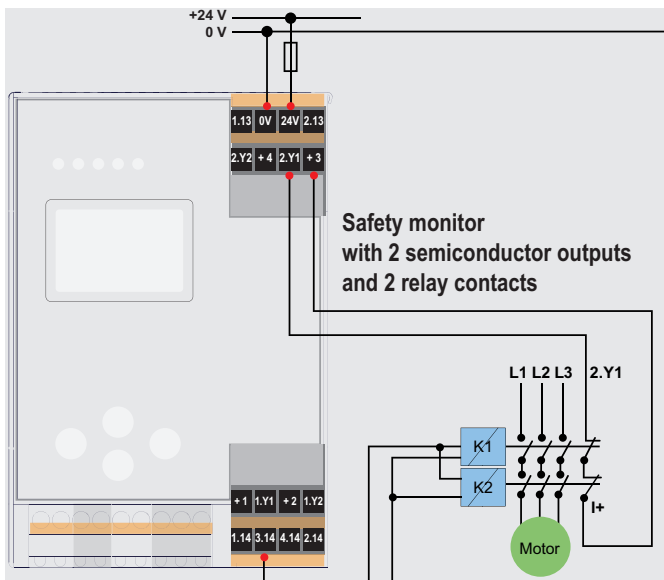 +24 V
0 V
1.13 0V 24V 2.13
2.Y2 + 4 2.Y1 + 3
Safety monitor
with 2 semiconductor outputs
and 2 relay contacts
L1 L2 L3 2.Y1
K1
K2
I+
Motor
+ 1 1.Y1 + 2 1.Y2
1.14 3.14 4.14 2.14